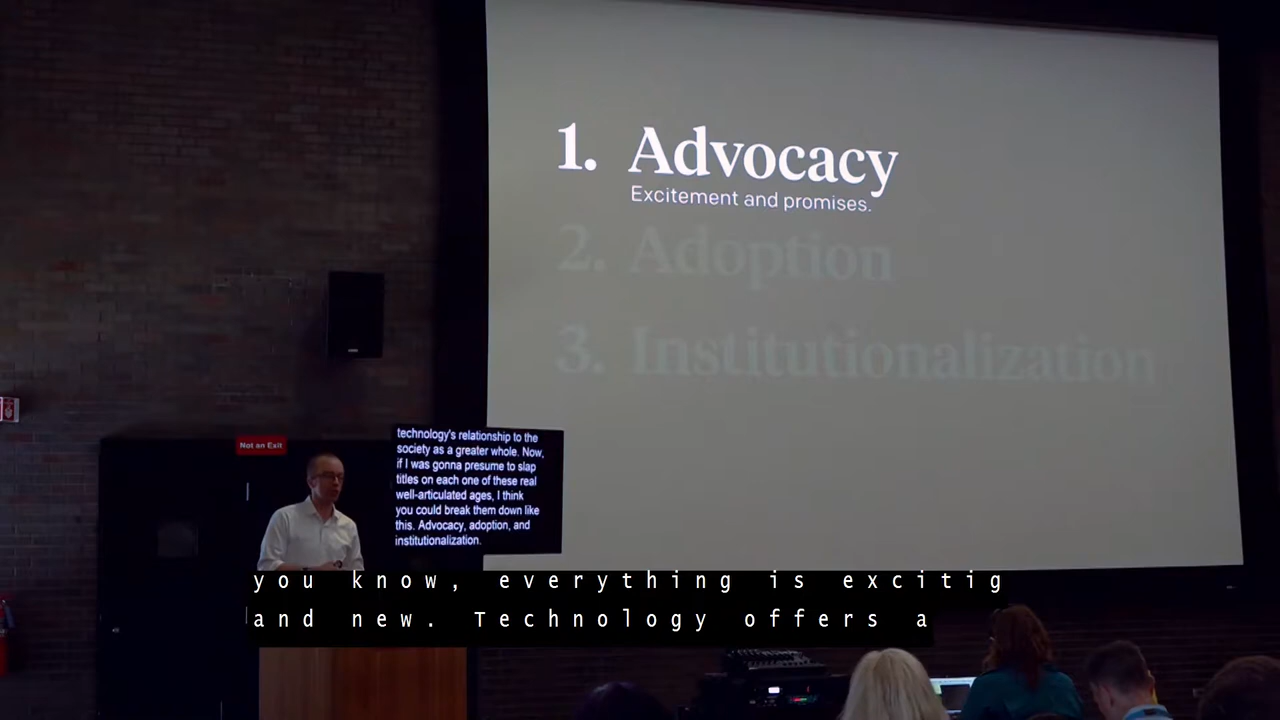 1. Advocacy
Excitement and promises.
2. Adoption
3. Institutionalization
Not an Exit
technology's relationship to the
society as a greater whole. Now,
if I was gonna presume to slap
titles on each one of these real
well-articulated ages, I think
you could break them down like
this. Advocacy, adoption, and
institutionalization.
you know, everything is excitig
and new. Technology offers a